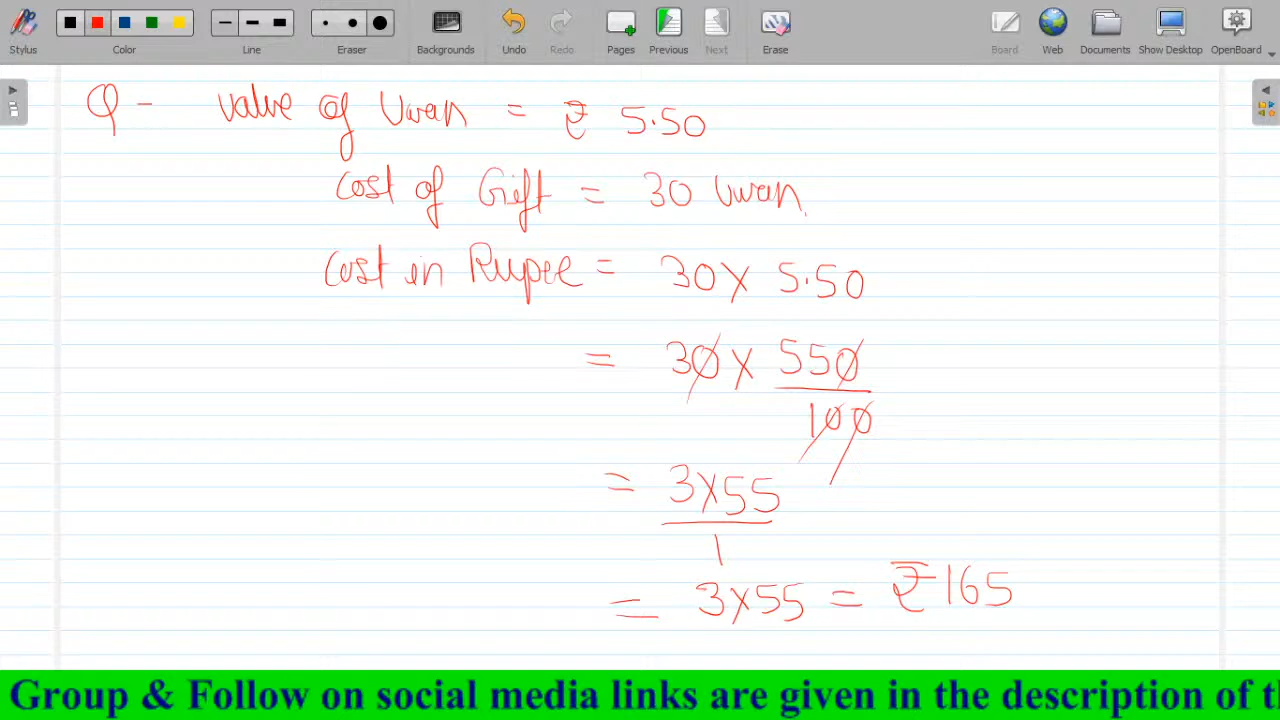 Stylus Color Line Eraser Backgrounds Undo Redo Pages Previous Next Erase Board Web Documents Show Desktop OpenBoard
Q - Value of Uwan = ₹ 5.50
Cost of Gift = 30 Uwan
Cost in Rupee = 30 X 5.50
= 30 X 550
100
= 3X55
1
= 3X55 = ₹165
Group & Follow on social media links are given in the description of th